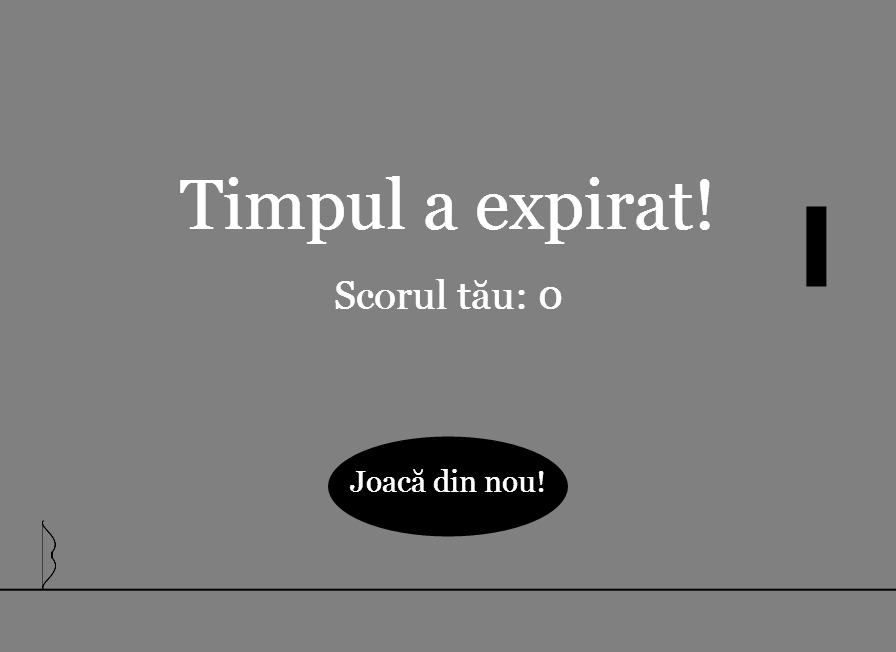 Timpul a expirat!
Scorul tău: 0
Joacă din nou!